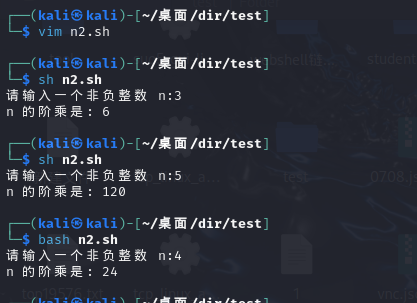 ┌──(kali㉿kali)-[~/桌面/dir/test]
└─$ vim n2.sh
┌──(kali㉿kali)-[~/桌面/dir/test]
└─$ sh n2.sh
请输入一个非负整数 n:3
n 的阶乘是: 6
┌──(kali㉿kali)-[~/桌面/dir/test]
└─$ sh n2.sh
请输入一个非负整数 n:5
n 的阶乘是: 120
┌──(kali㉿kali)-[~/桌面/dir/test]
└─$ bash n2.sh
请输入一个非负整数 n:4
n 的阶乘是: 24